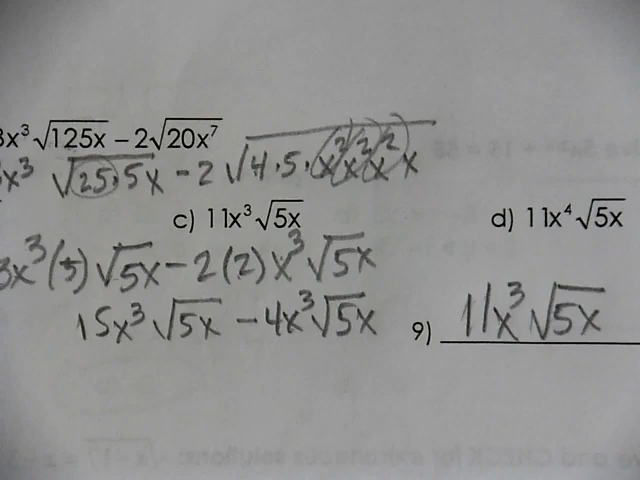 3x³√125x – 2√20x⁷
x³ √25·5x - 2 √4·5·x²x²x²x
c) 11x³√5x d) 11x⁴√5x
3x³(5)√5x - 2(2)x³√5x
15x³√5x - 4x³√5x 9) 11x³√5x